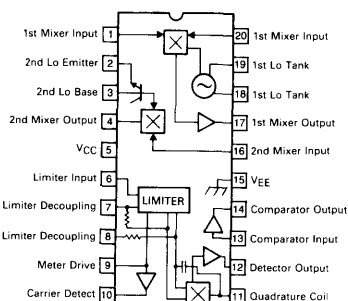 1st Mixer Input 1
2nd Lo Emitter 2
2nd Lo Base 3
2nd Mixer Output 4
VCC 5
Limiter Input 6
Limiter Decoupling 7
Limiter Decoupling 8
Meter Drive 9
Carrier Detect 10
LIMITER
20 1st Mixer Input
19 1st Lo Tank
18 1st Lo Tank
17 1st Mixer Output
16 2nd Mixer Input
15 VEE
14 Comparator Output
13 Comparator Input
12 Detector Output
11 Quadrature Coil